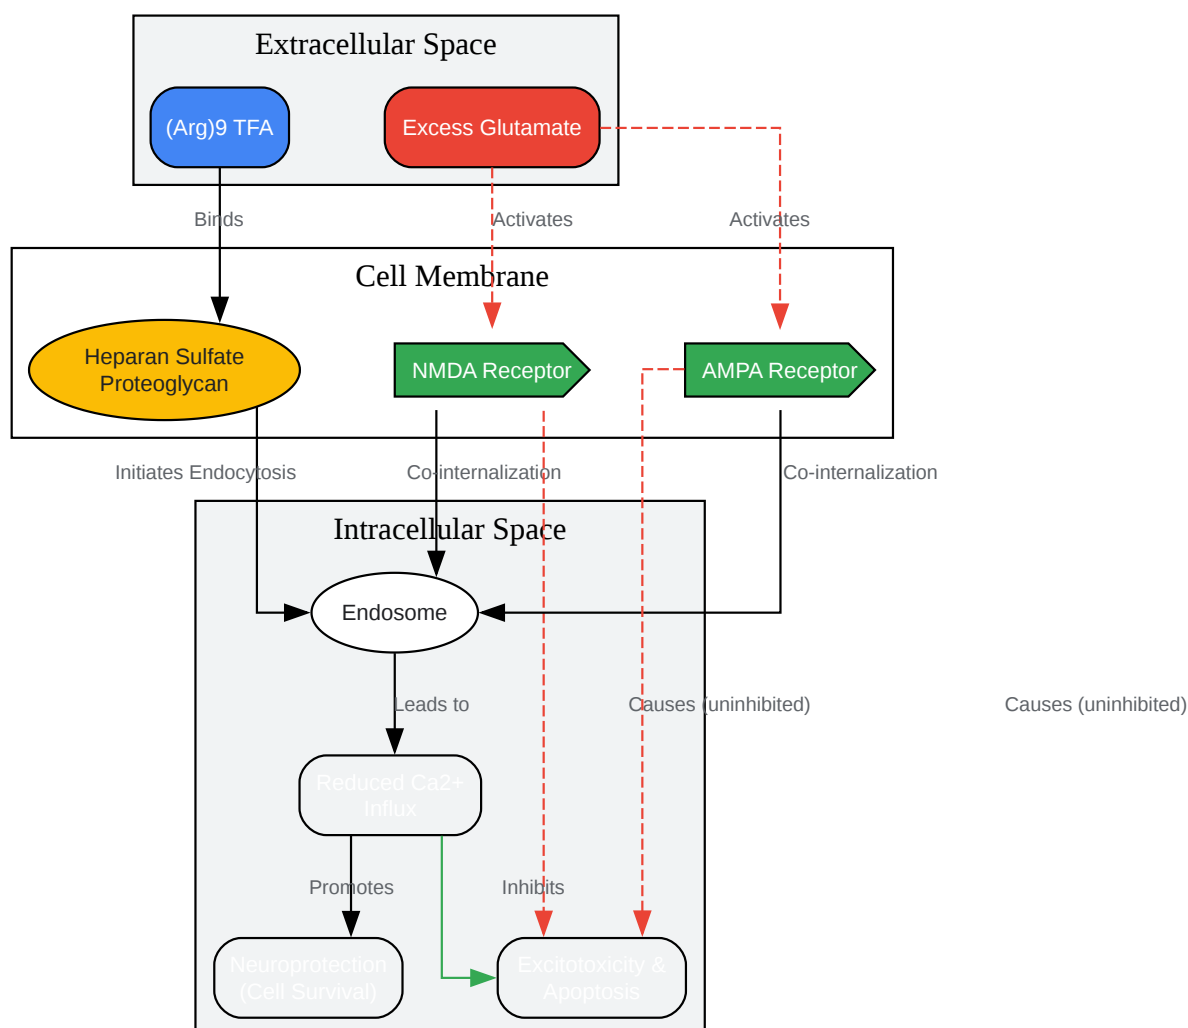 Extracellular Space
(Arg)9 TFA
Excess Glutamate
Binds
Activates
Activates
Cell Membrane
Heparan Sulfate
Proteoglycan
NMDA Receptor
AMPA Receptor
Initiates Endocytosis
Co-internalization
Co-internalization
Intracellular Space
Endosome
Leads to
Causes (uninhibited)
Causes (uninhibited)
Reduced Ca2+
Influx
Promotes
Inhibits
Neuroprotection
(Cell Survival)
Excitotoxicity &
Apoptosis